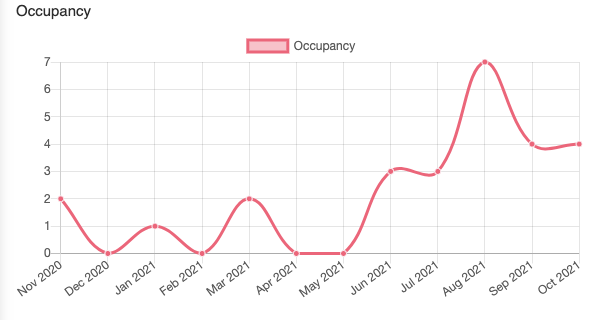 Occupancy
Occupancy
7
6
5
4
3
2
1
0
Nov 2020
Dec 2020
Jan 2021
Feb 2021
Mar 2021
Apr 2021
May 2021
Jun 2021
Jul 2021
Aug 2021
Sep 2021
Oct 2021